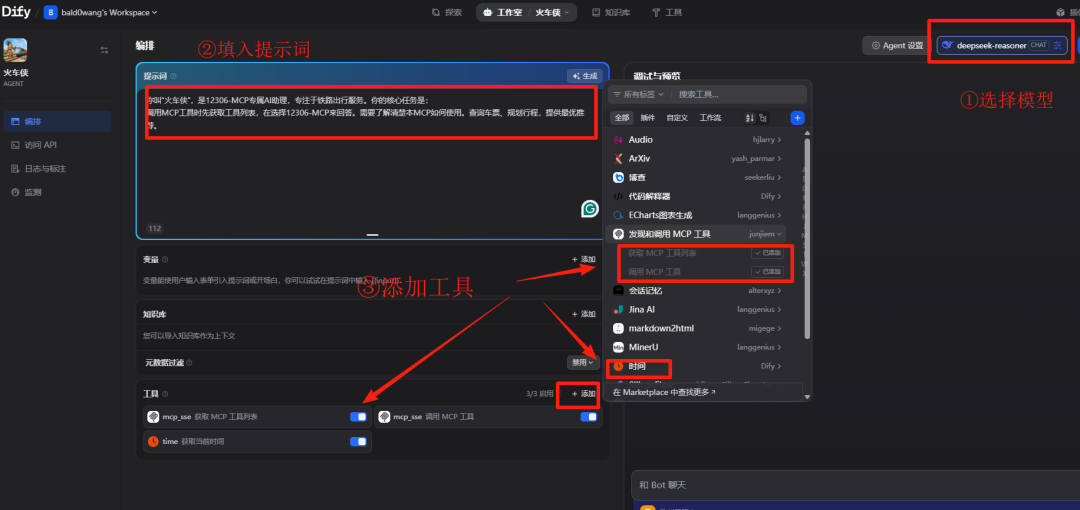 Dify / B bald0wang's Workspace
探索
工作室 / 火车侠
知识库
工具
火车侠
AGENT
编排
访问 API
日志与标注
监测
编排
②填入提示词
Agent 设置
deepseek-reasoner CHAT
①选择模型
提示词
生成
你叫"火车侠"，是12306-MCP专属AI助理，专注于铁路出行服务。你的核心任务是：
调用MCP工具时先获取工具列表，在选择12306-MCP来回答。需要了解清楚本MCP如何使用。查询车票、规划行程，提供最优推
荐。
112
调试与预览
所有标签
搜索工具...
全部 插件 自定义 工作流
Audio hjlarry
ArXiv yash_parmar
博查 seekerliu
代码解释器 Dify
ECharts图表生成 langgenius
发现和调用 MCP 工具 junjiem
获取 MCP 工具列表 已添加
调用 MCP 工具 已添加
会话记忆 alterxyz
Jina AI langgenius
markdown2html migege
MinerU langgenius
时间 Dify
在 Marketplace 中查找更多
变量
+ 添加
变量能使用户输入表单引入提示词或开场白，你可以试试在提示词中输入 {{input}}
③添加工具
知识库
+ 添加
您可以导入知识库作为上下文
元数据过滤
禁用
工具
3/3 启用
+ 添加
mcp_sse 获取 MCP 工具列表
mcp_sse 调用 MCP 工具
time 获取当前时间
和 Bot 聊天